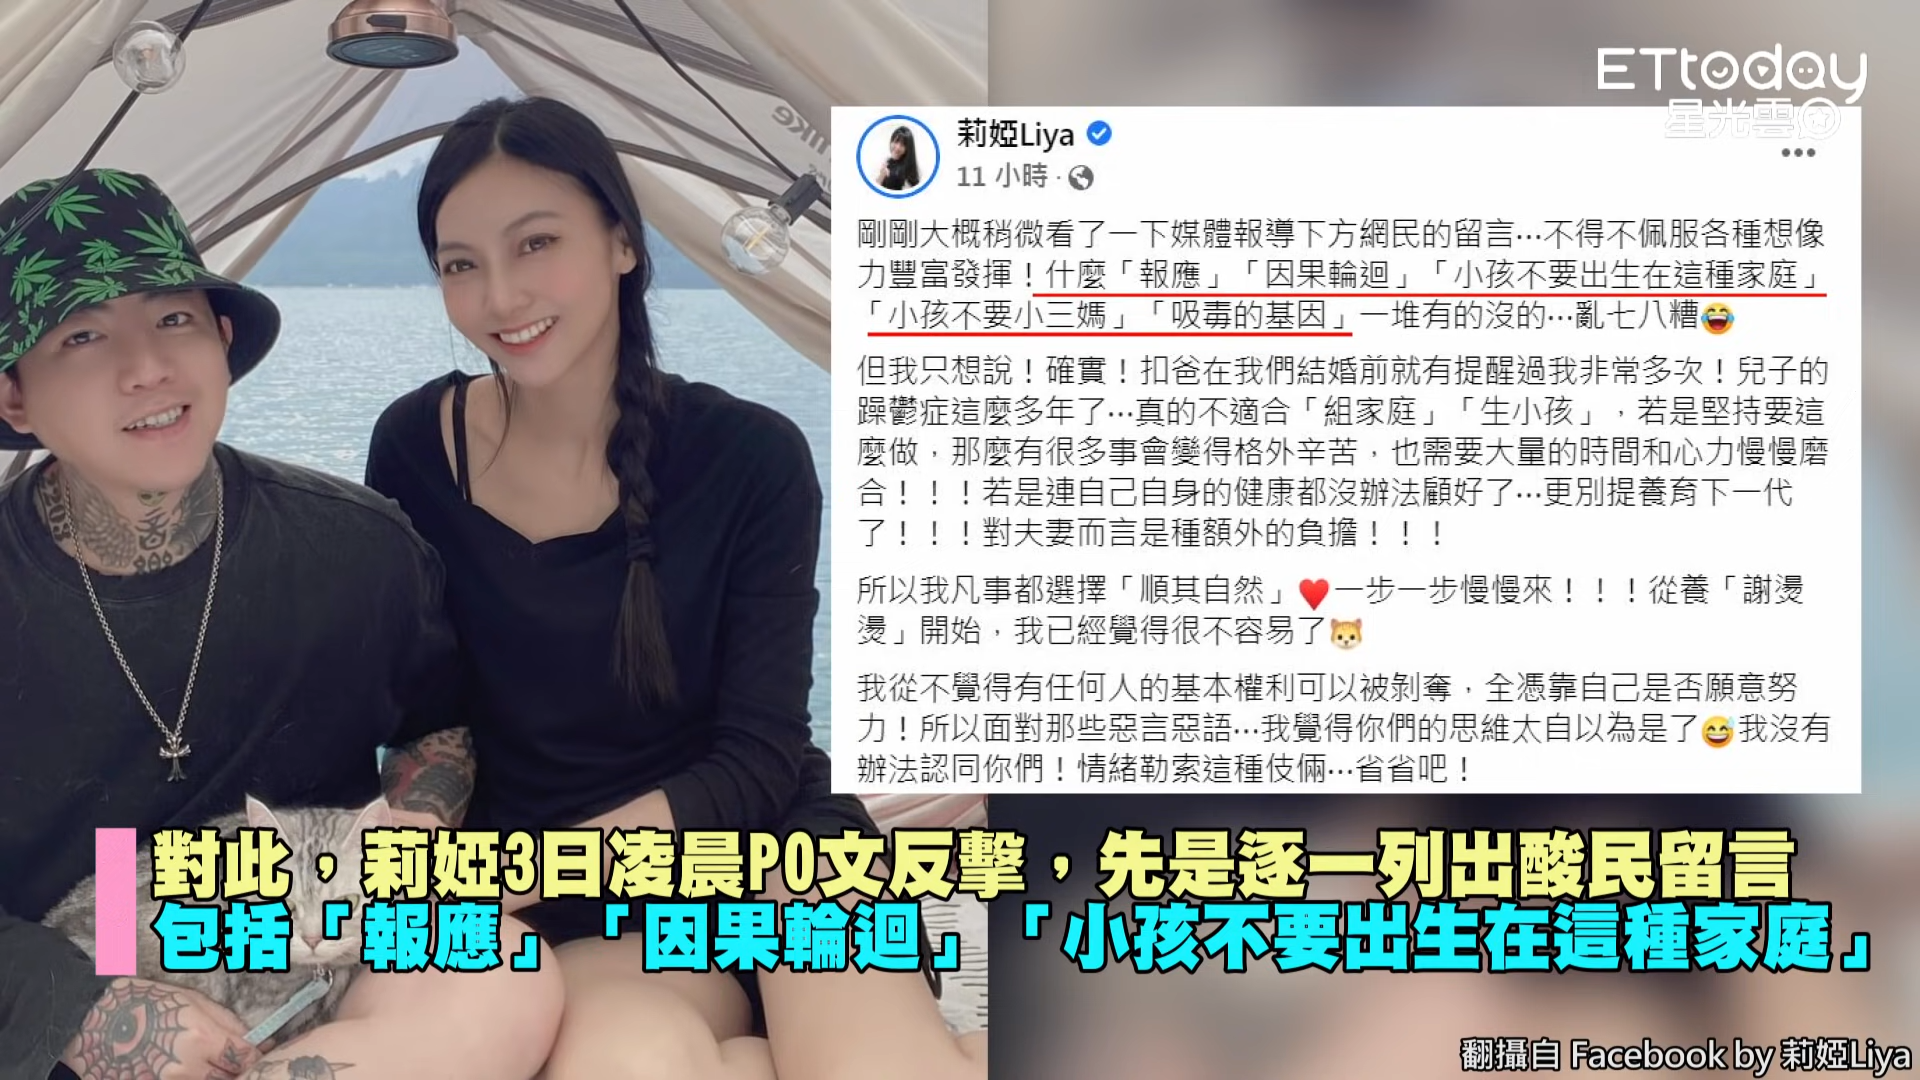 ETtoday
星光雲
莉婭Liya
11 小時
剛剛大概稍微看了一下媒體報導下方網民的留言...不得不佩服各種想像
力豐富發揮！什麼「報應」「因果輪迴」「小孩不要出生在這種家庭」
「小孩不要小三媽」「吸毒的基因」一堆有的沒的...亂七八糟😂
但我只想說！確實！扣爸在我們結婚前就有提醒過我非常多次！兒子的
躁鬱症這麼多年了...真的不適合「組家庭」「生小孩」，若是堅持要這
麼做，那麼有很多事會變得格外辛苦，也需要大量的時間和心力慢慢磨
合！！！若是連自己自身的健康都沒辦法顧好了...更別提養育下一代
了！！！對夫妻而言是種額外的負擔！！！
所以我凡事都選擇「順其自然」♥一步一步慢慢來！！！從養「謝燙
燙」開始，我已經覺得很不容易了🐱
我從不覺得有任何人的基本權利可以被剝奪，全憑靠自己是否願意努
力！所以面對那些惡言惡語...我覺得你們的思維太自以為是了😅我沒有
辦法認同你們！情緒勒索這種伎倆...省省吧！
對此，莉婭3日凌晨PO文反擊，先是逐一列出酸民留言
包括「報應」「因果輪迴」「小孩不要出生在這種家庭」
翻攝自 Facebook by 莉婭Liya